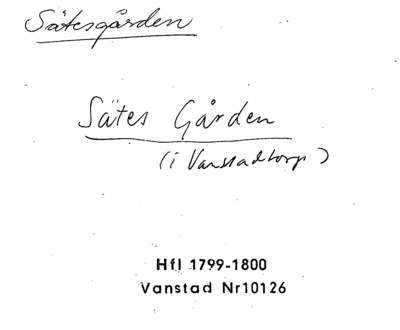 Sätesgården
Sätes Gården
(i Vanstadtorp)
Hfl 1799-1800
Vanstad Nr10126